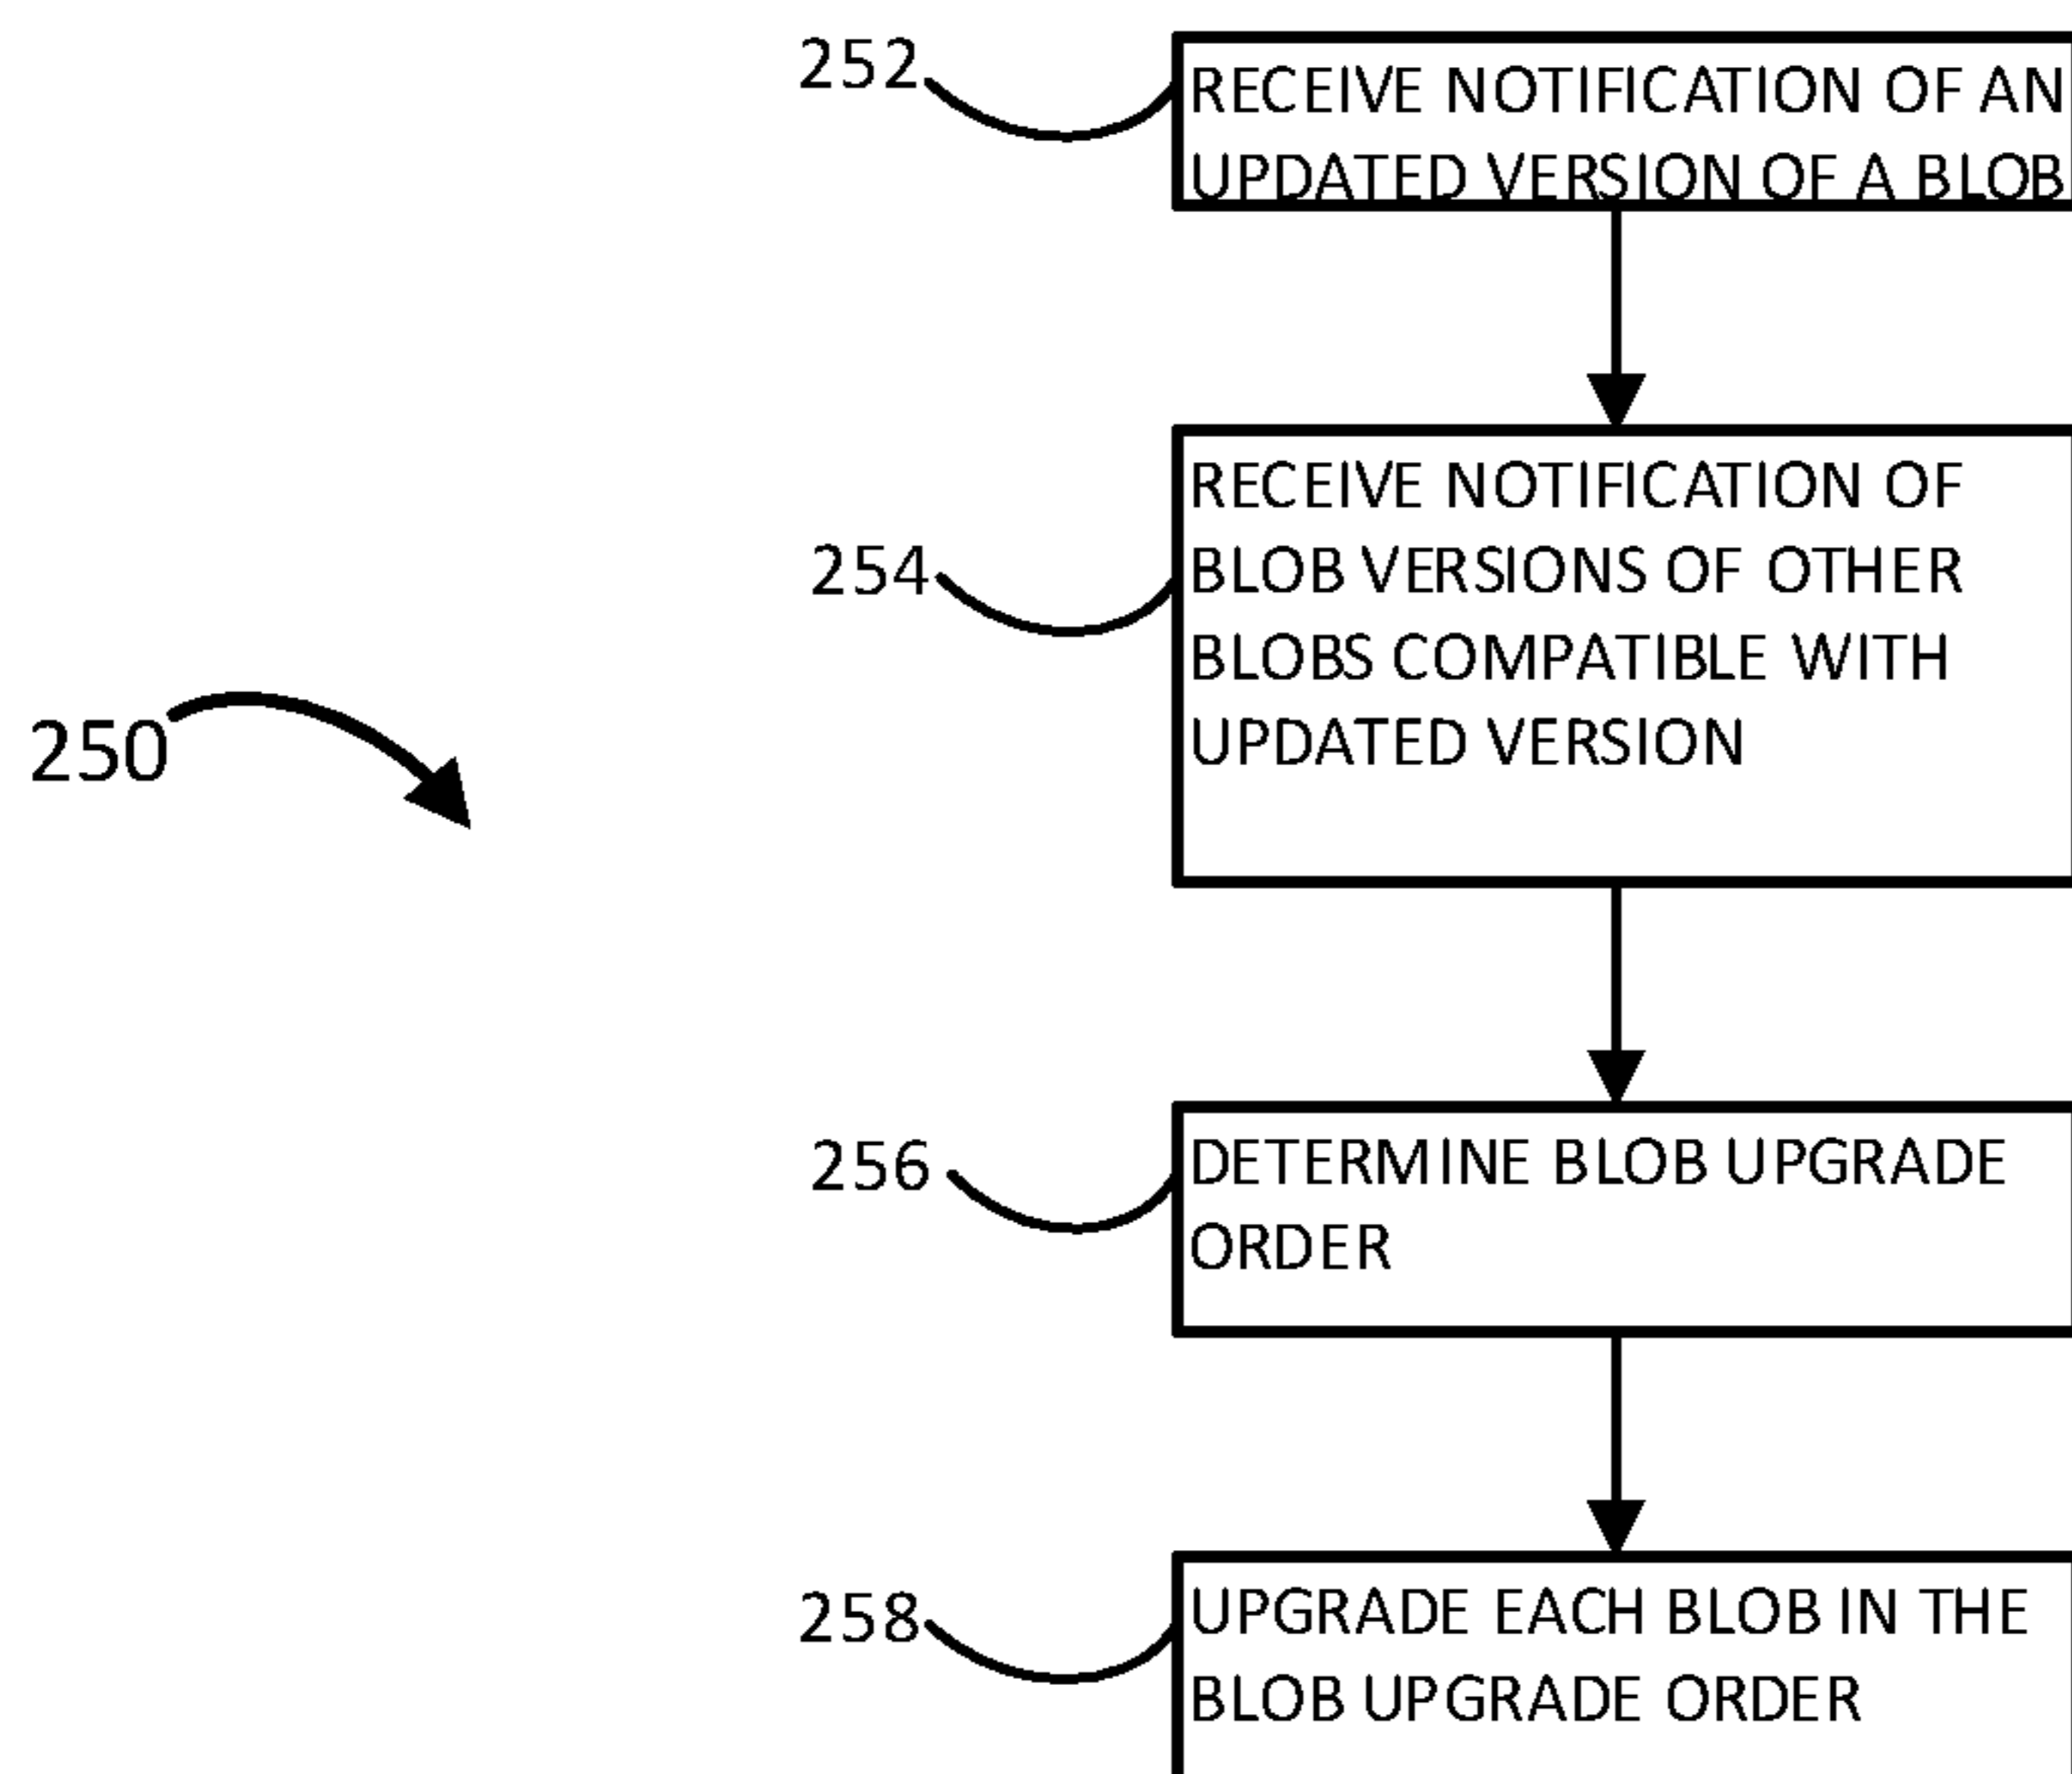 252
RECEIVE NOTIFICATION OF AN
UPDATED VERSION OF A BLOB
254
RECEIVE NOTIFICATION OF
BLOB VERSIONS OF OTHER
BLOBS COMPATIBLE WITH
UPDATED VERSION
250
256
DETERMINE BLOB UPGRADE
ORDER
258
UPGRADE EACH BLOB IN THE
BLOB UPGRADE ORDER